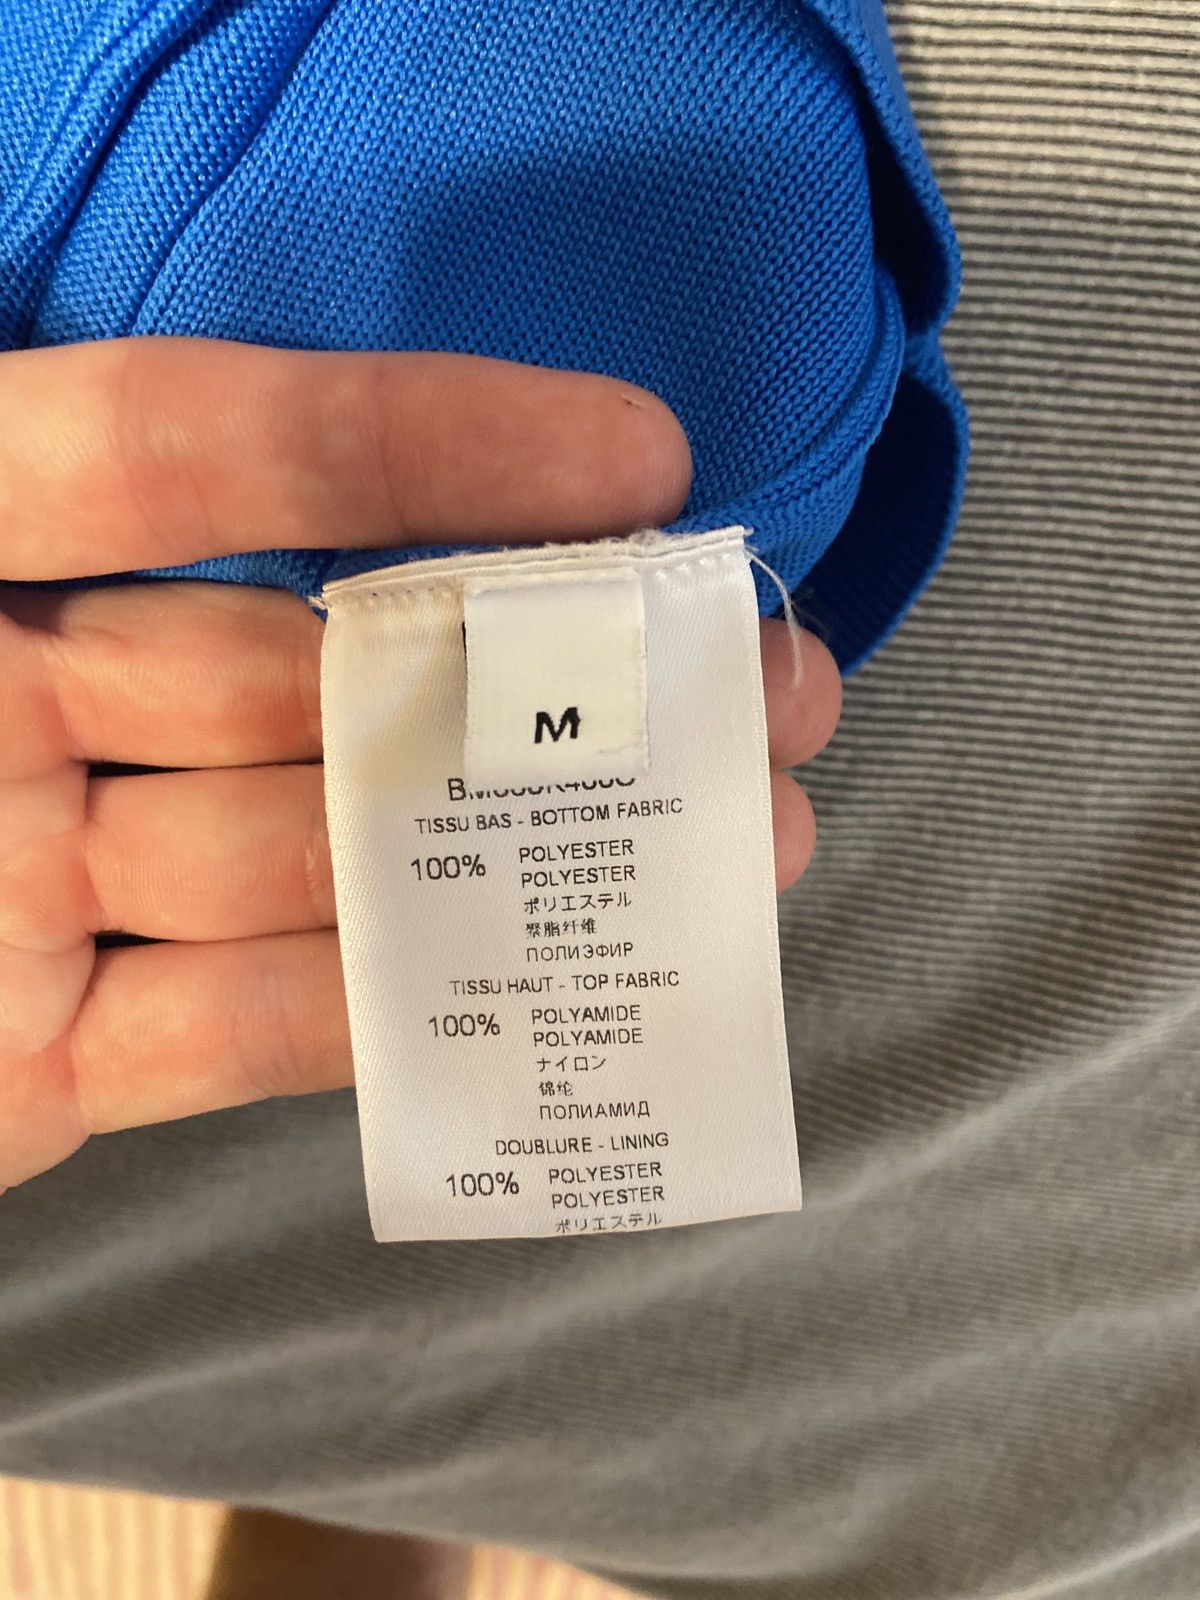 M
TISSU BAS - BOTTOM FABRIC
100% POLYESTER
POLYESTER
ポリエステル
聚脂纤维
ПОЛИЭФИР
TISSU HAUT - TOP FABRIC
100% POLYAMIDE
POLYAMIDE
ナイロン
锦纶
ПОЛИАМИД
DOUBLURE - LINING
100% POLYESTER
POLYESTER
ポリエステル